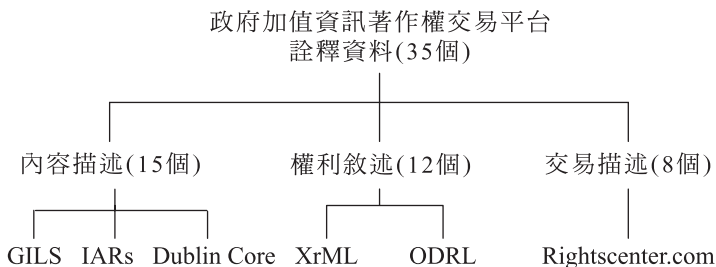 政府加值資訊著作權交易平台
詮釋資料(35個)
內容描述(15個) 權利敘述(12個) 交易描述(8個)
GILS IARs Dublin Core XrML ODRL Rightscenter.com